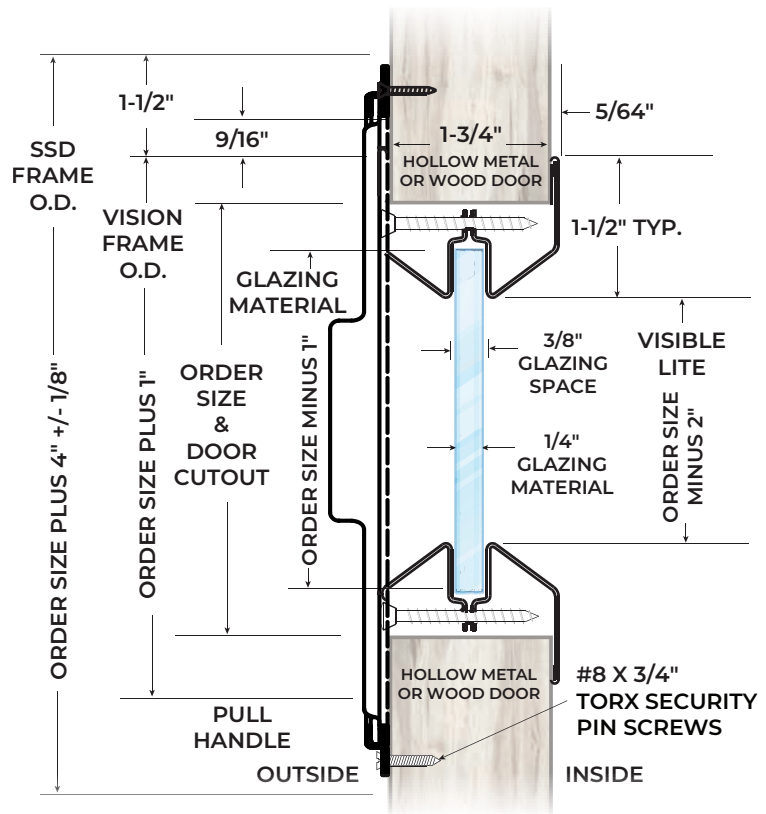 1-1/2"
9/16"
SSD
FRAME
O.D.
VISION
FRAME
O.D.
1-3/4"
HOLLOW METAL
OR WOOD DOOR
5/64"
1-1/2" TYP.
GLAZING
MATERIAL
ORDER
SIZE
&
DOOR
CUTOUT
ORDER SIZE PLUS 4" +/- 1/8"
ORDER SIZE PLUS 1"
ORDER SIZE MINUS 1"
3/8"
GLAZING
SPACE
VISIBLE
LITE
ORDER SIZE
MINUS 2"
1/4"
GLAZING
MATERIAL
HOLLOW METAL
OR WOOD DOOR
#8 X 3/4"
TORX SECURITY
PIN SCREWS
PULL
HANDLE
OUTSIDE
INSIDE